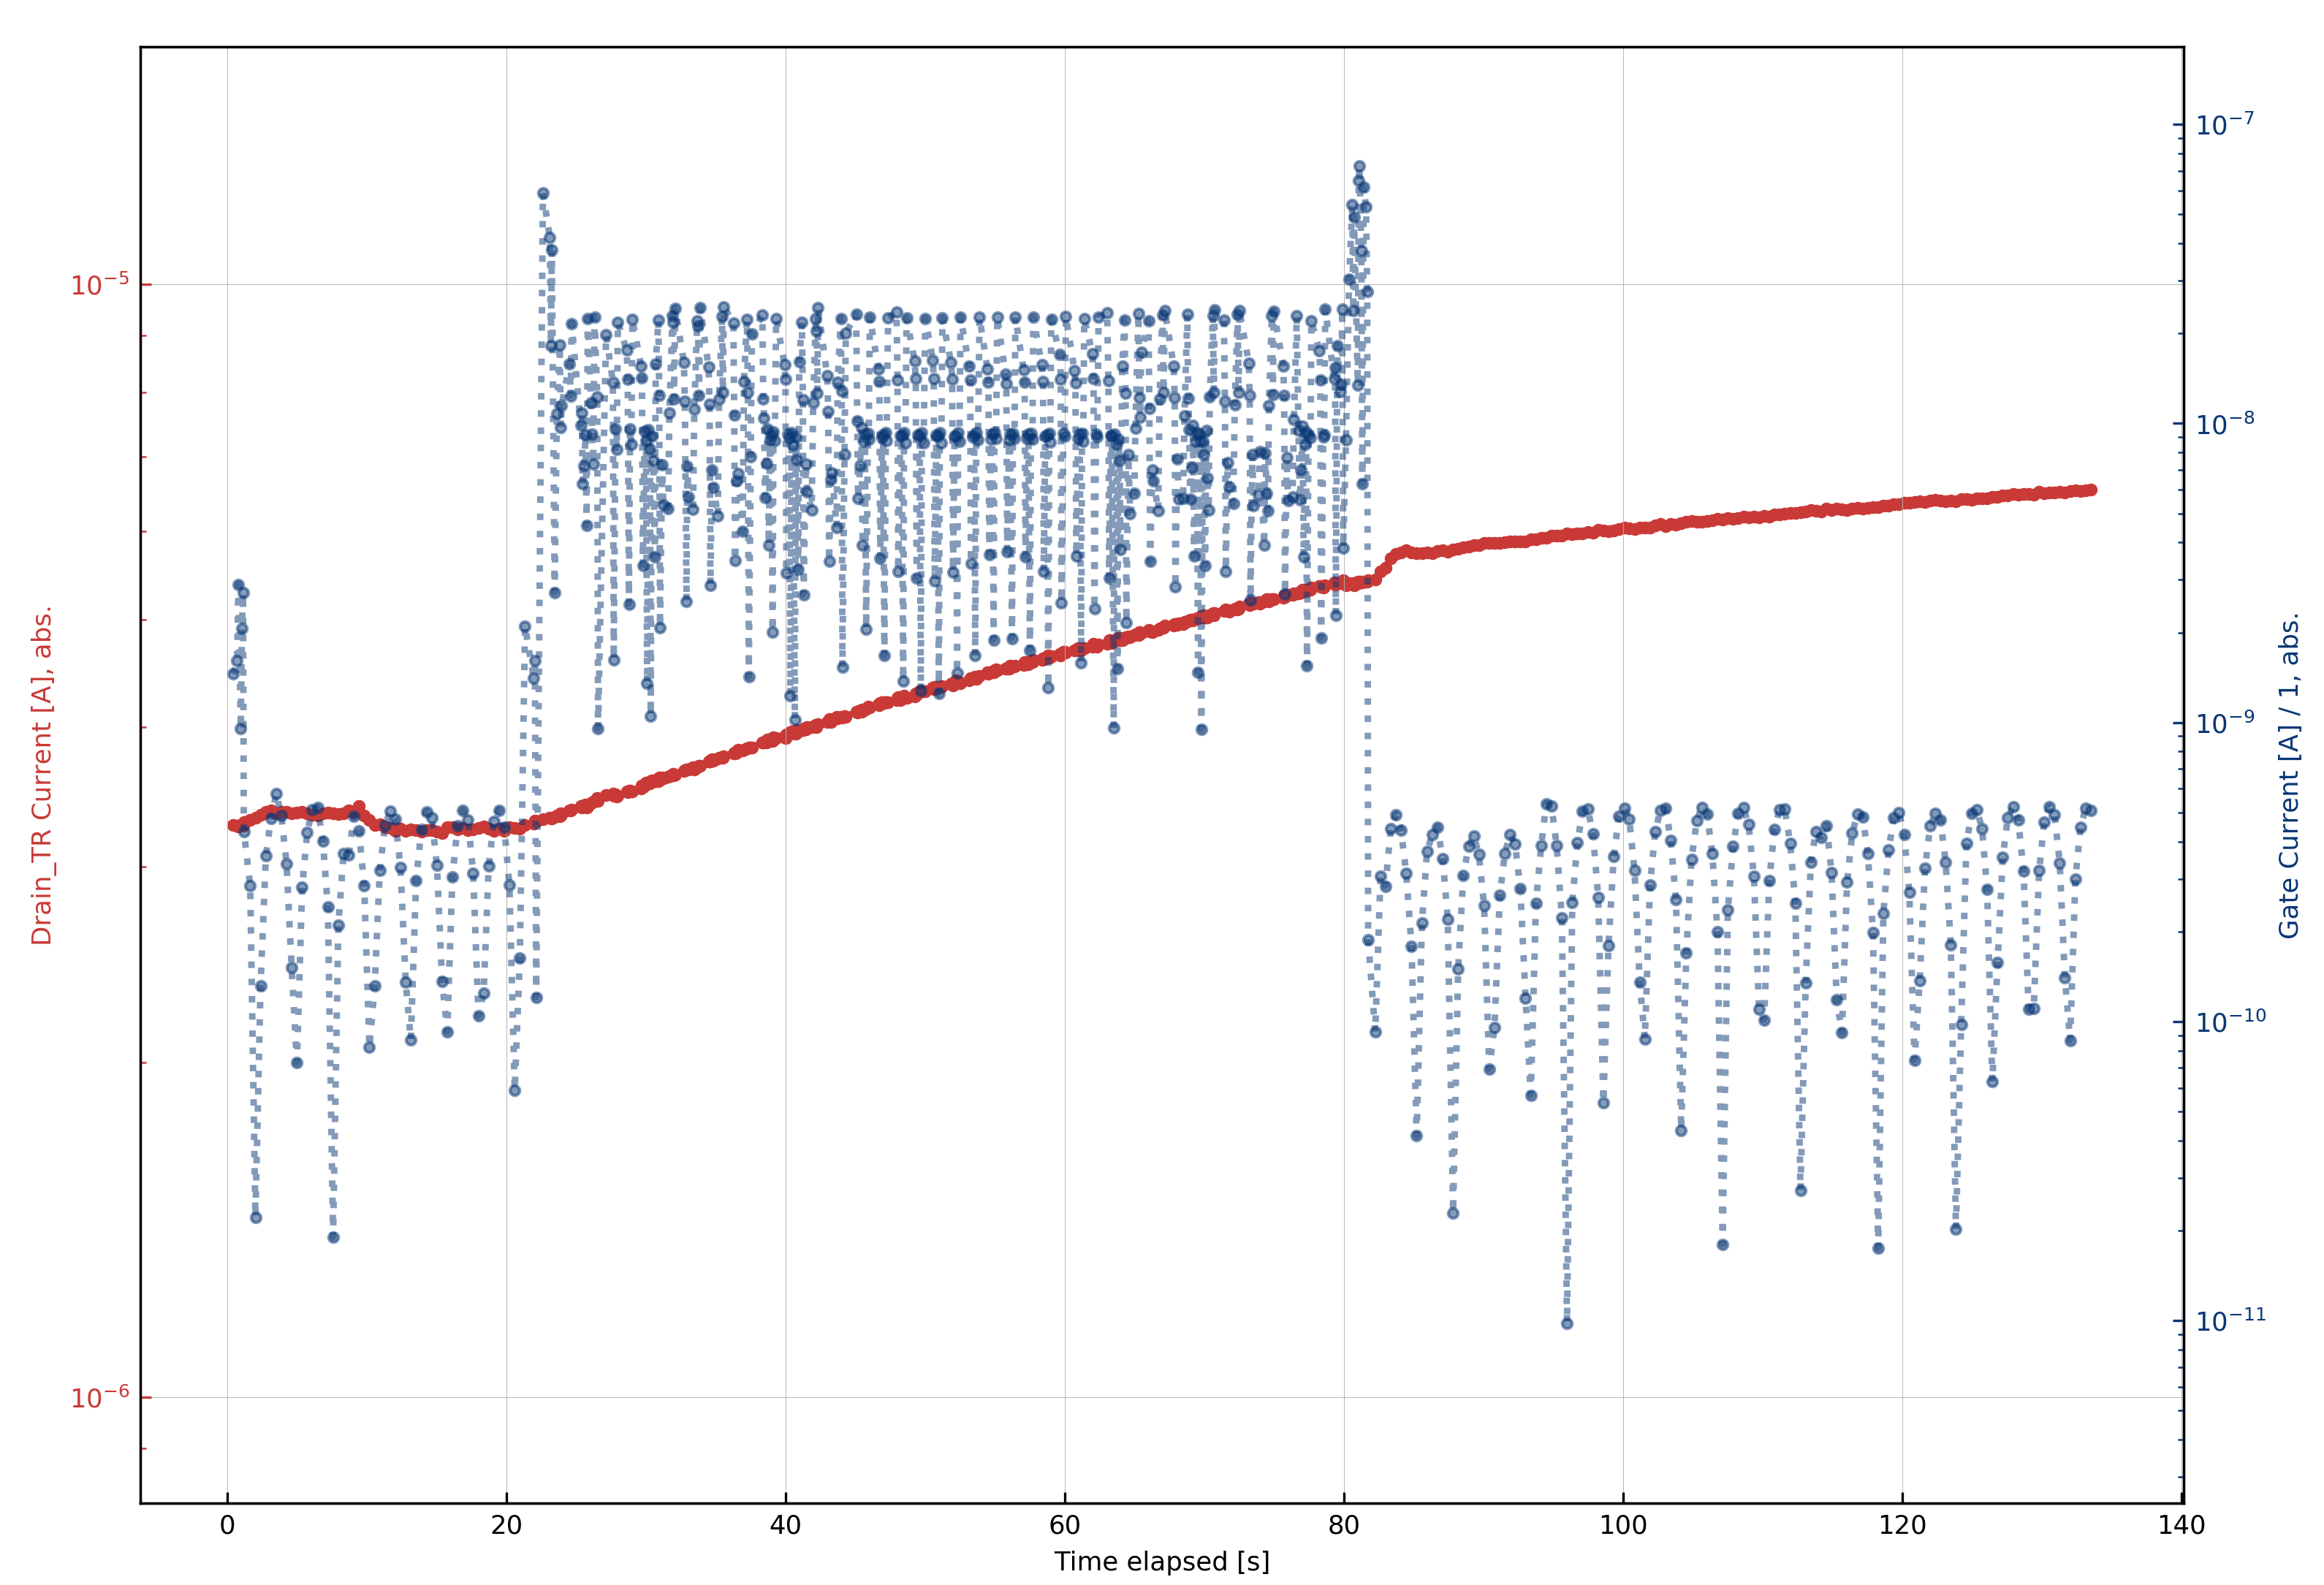 10⁻⁵
10⁻⁶
Drain_TR Current [A], abs.
10⁻⁷
10⁻⁸
10⁻⁹
10⁻¹⁰
10⁻¹¹
Gate Current [A] / 1, abs.
0 20 40 60 80 100 120 140
Time elapsed [s]